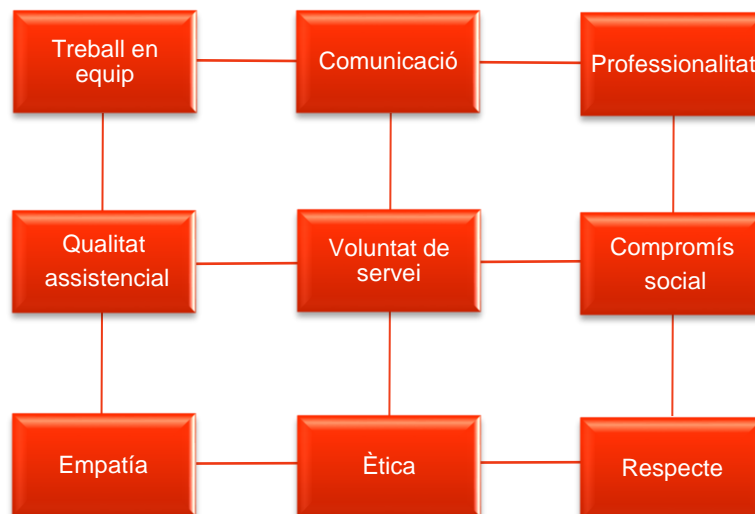 Treball en
equip
Comunicació
Professionalitat
Qualitat
assistencial
Voluntat de
servei
Compromís
social
Empatía
Ètica
Respecte